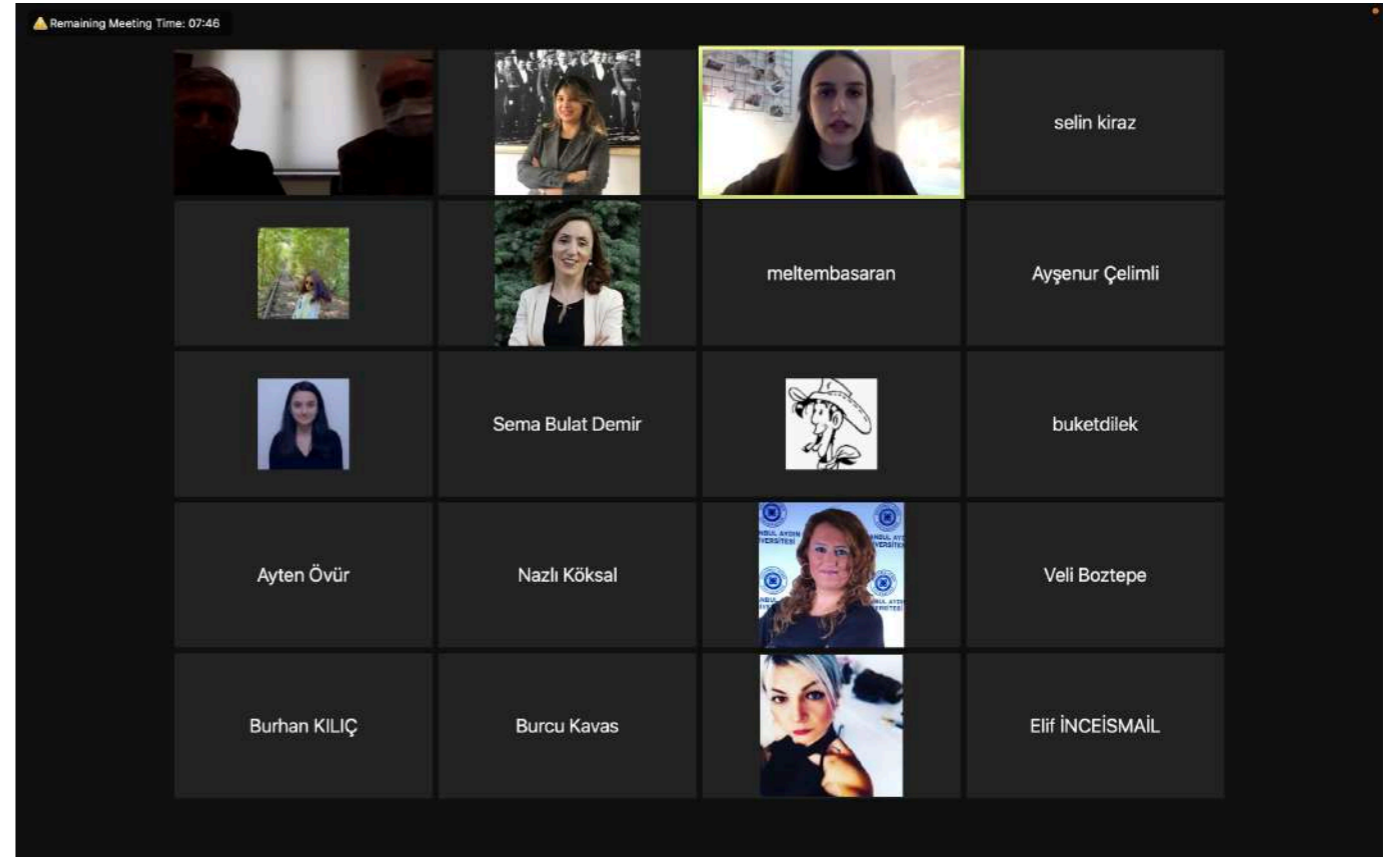 Remaining Meeting Time: 07:46
selin kiraz
meltembasaran
Ayşenur Çelimli
Sema Bulat Demir
buketdilek
Ayten Övür
Nazlı Köksal
Veli Boztepe
Burhan KILIÇ
Burcu Kavas
Elif İNCEİSMAİL